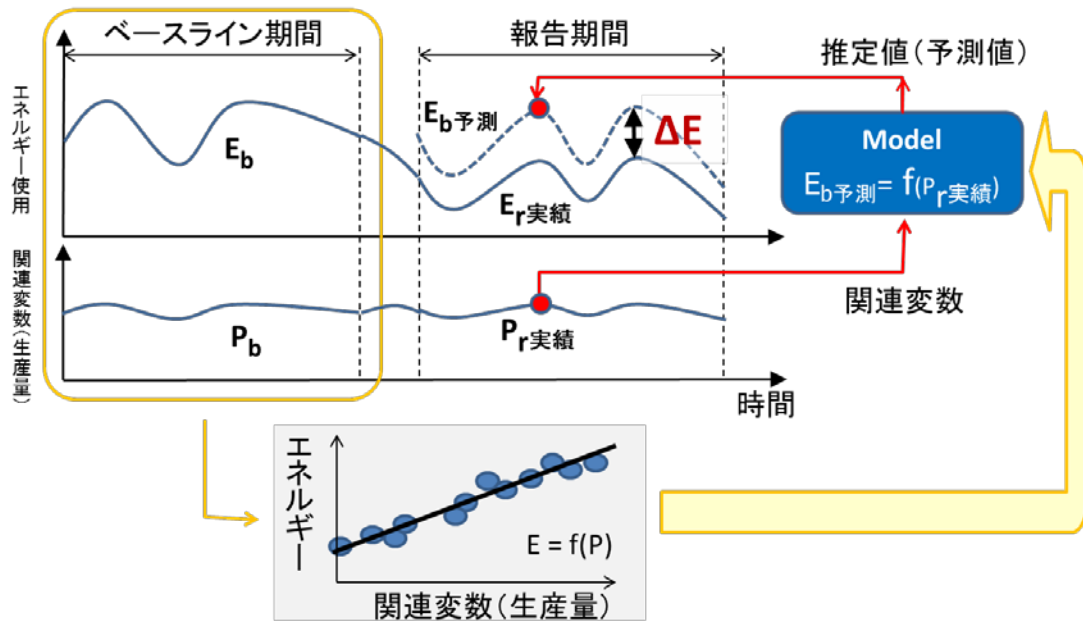 ベースライン期間
報告期間
推定値(予測値)
エネルギー使用
Eb
Eb予測
ΔE
Er実績
Model
Eb予測= f(Pr実績)
関連変数(生産量)
Pb
Pr実績
関連変数
時間
エネルギー
E = f(P)
関連変数(生産量)